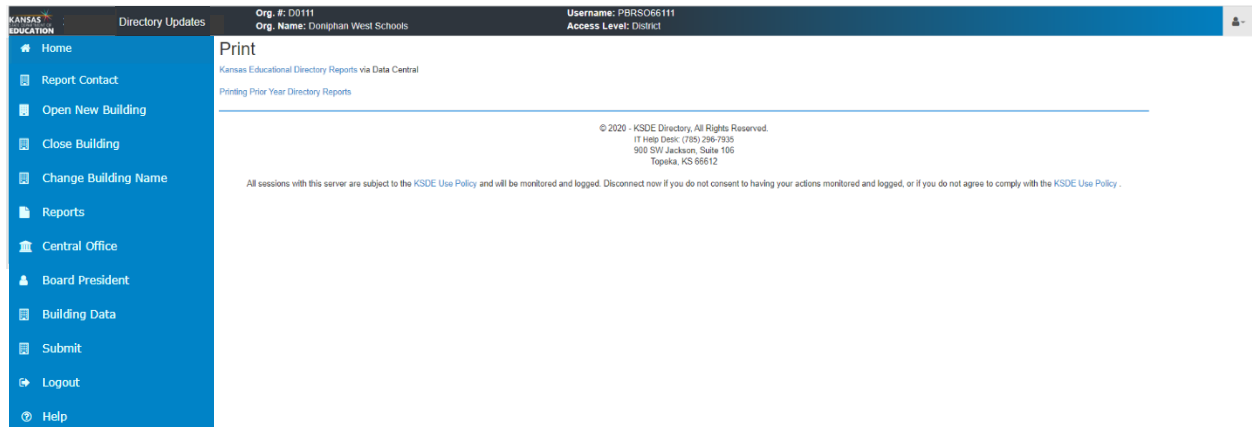 KANSAS
EDUCATION
Directory Updates
Org. #: D0111
Org. Name: Doniphan West Schools
Username: PBRSO66111
Access Level: District
Home
Report Contact
Open New Building
Close Building
Change Building Name
Reports
Central Office
Board President
Building Data
Submit
Logout
Help
Print
Kansas Educational Directory Reports via Data Central
Printing Prior Year Directory Reports
© 2020 - KSDE Directory, All Rights Reserved.
IT Help Desk: (785) 296-7935
900 SW Jackson, Suite 106
Topeka, KS 66612
All sessions with this server are subject to the KSDE Use Policy and will be monitored and logged. Disconnect now if you do not consent to having your actions monitored and logged, or if you do not agree to comply with the KSDE Use Policy .